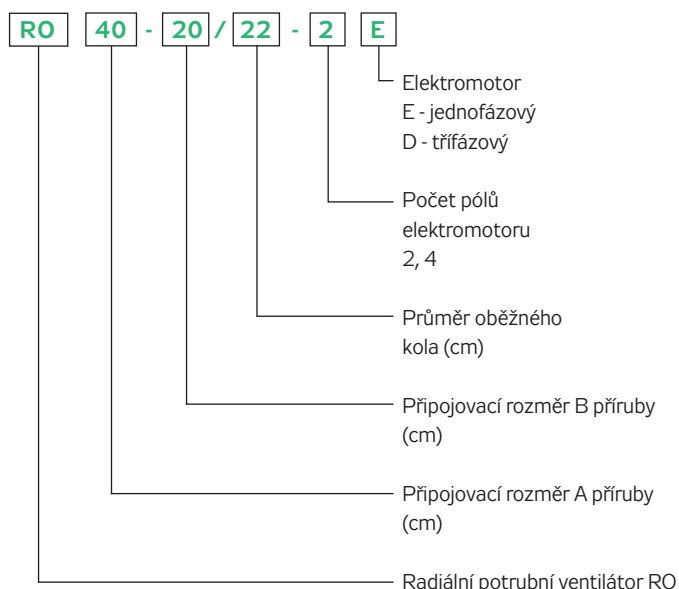 RO 40 - 20 / 22 - 2 E
Elektromotor
E - jednofázový
D - třífázový
Počet pólů
elektromotoru
2, 4
Průměr oběžného
kola (cm)
Připojovací rozměr B příruby
(cm)
Připojovací rozměr A příruby
(cm)
Radiální potrubní ventilátor RO